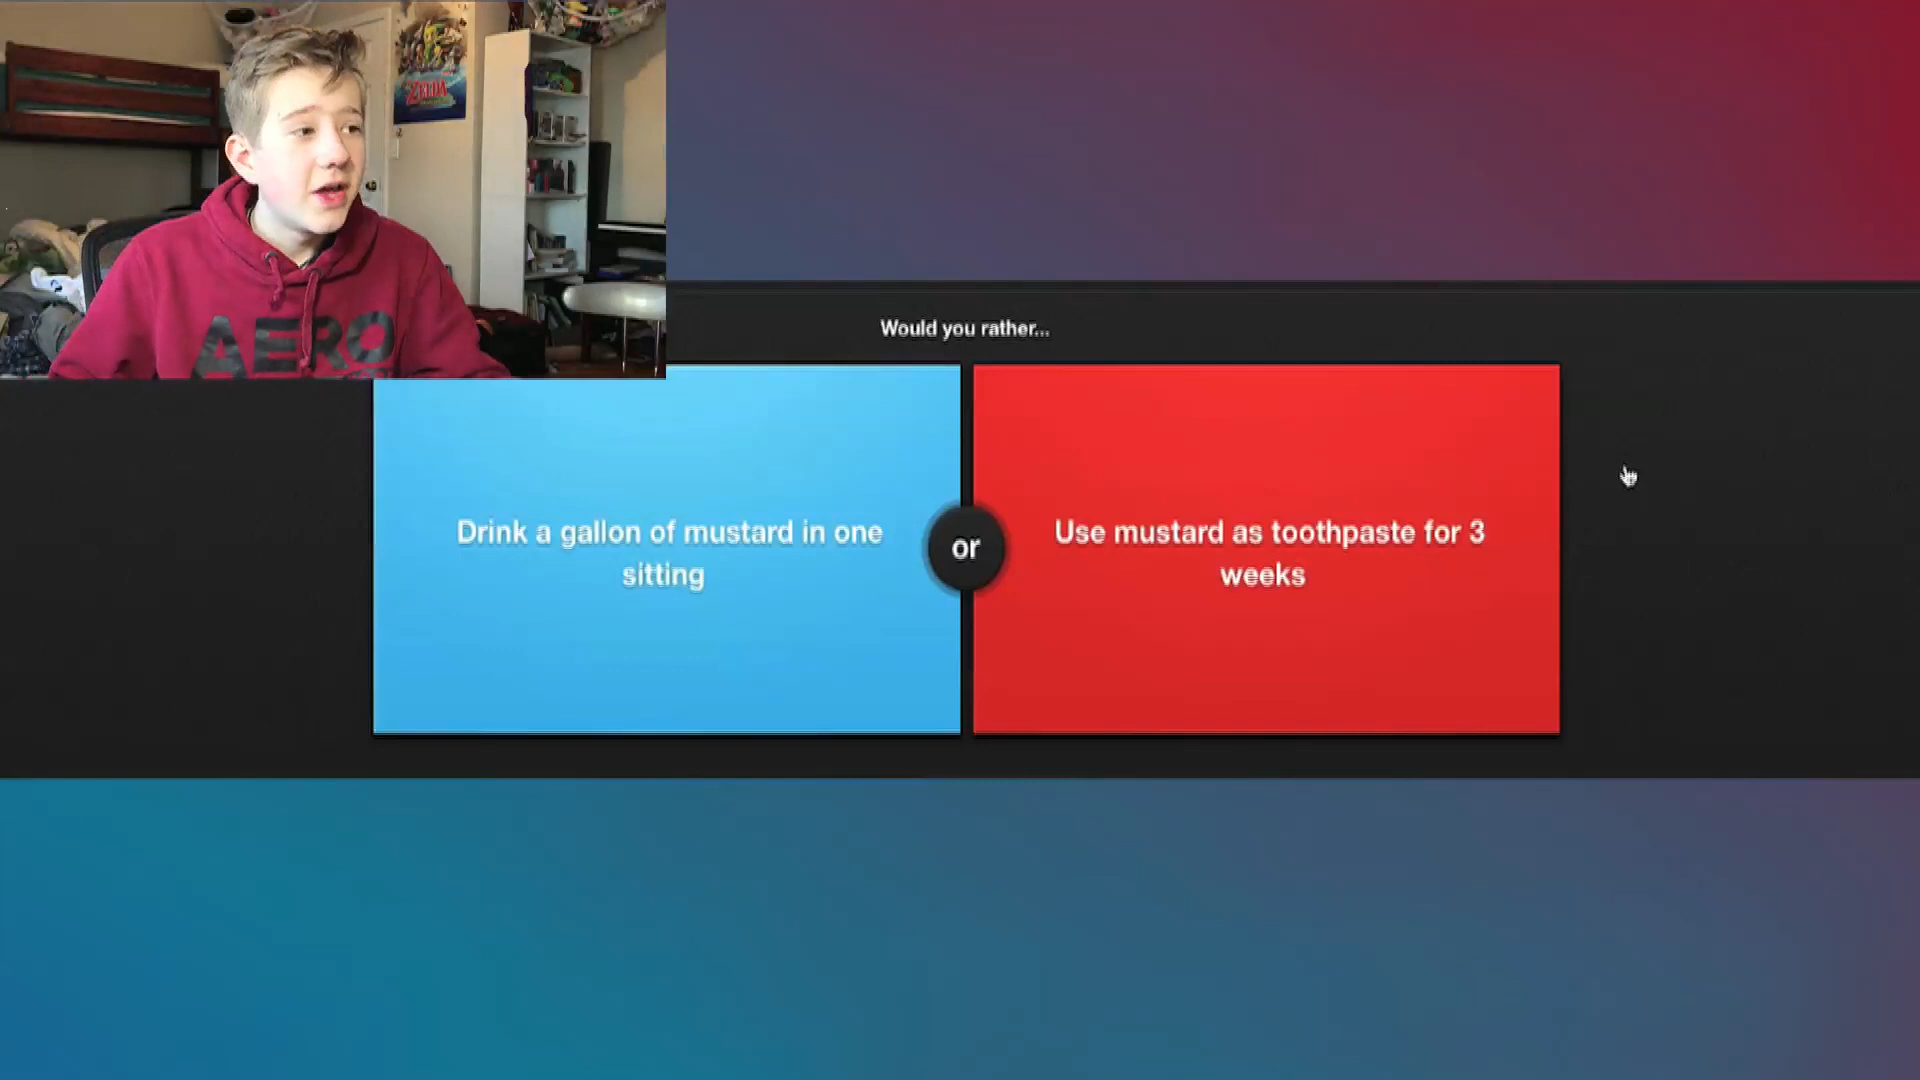 ZELDA
AERO
Would you rather...
Drink a gallon of mustard in one
sitting
or
Use mustard as toothpaste for 3
weeks